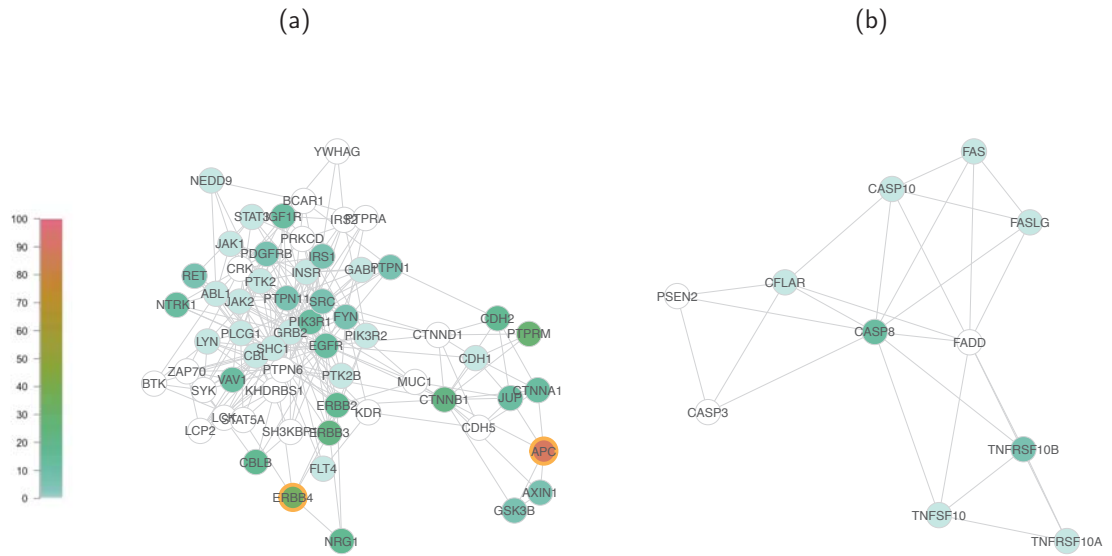 (a)
(b)
YWHAG
NEDD9
BCAR1
STAT3
IGF1R
IRS2
PTPRA
PRKCD
JAK1
PDGFRB
IRS1
CRK
INSR
GAB1
PTPN1
RET
PTK2
ABL1
JAK2
PTPN11
SRC
NTRK1
PIK3R1
FYN
PLCG1
GRB2
PIK3R2
LYN
SHC1
EGFR
CBL
ZAP70
PTPN6
PTK2B
BTK
VAV1
SYK
KHDRBS1
MUC1
ERBB2
LCK
STAT5A
KDR
LCP2
SH3KBP1
ERBB3
CBLB
FLT4
ERBB4
NRG1
CDH2
CTNND1
PTPRM
CDH1
CTNNB1
JUP
CTNNA1
CDH5
APC
AXIN1
GSK3B
100
90
80
70
60
50
40
30
20
10
0
FAS
CASP10
FASLG
CFLAR
PSEN2
CASP8
FADD
CASP3
TNFRSF10B
TNFSF10
TNFRSF10A